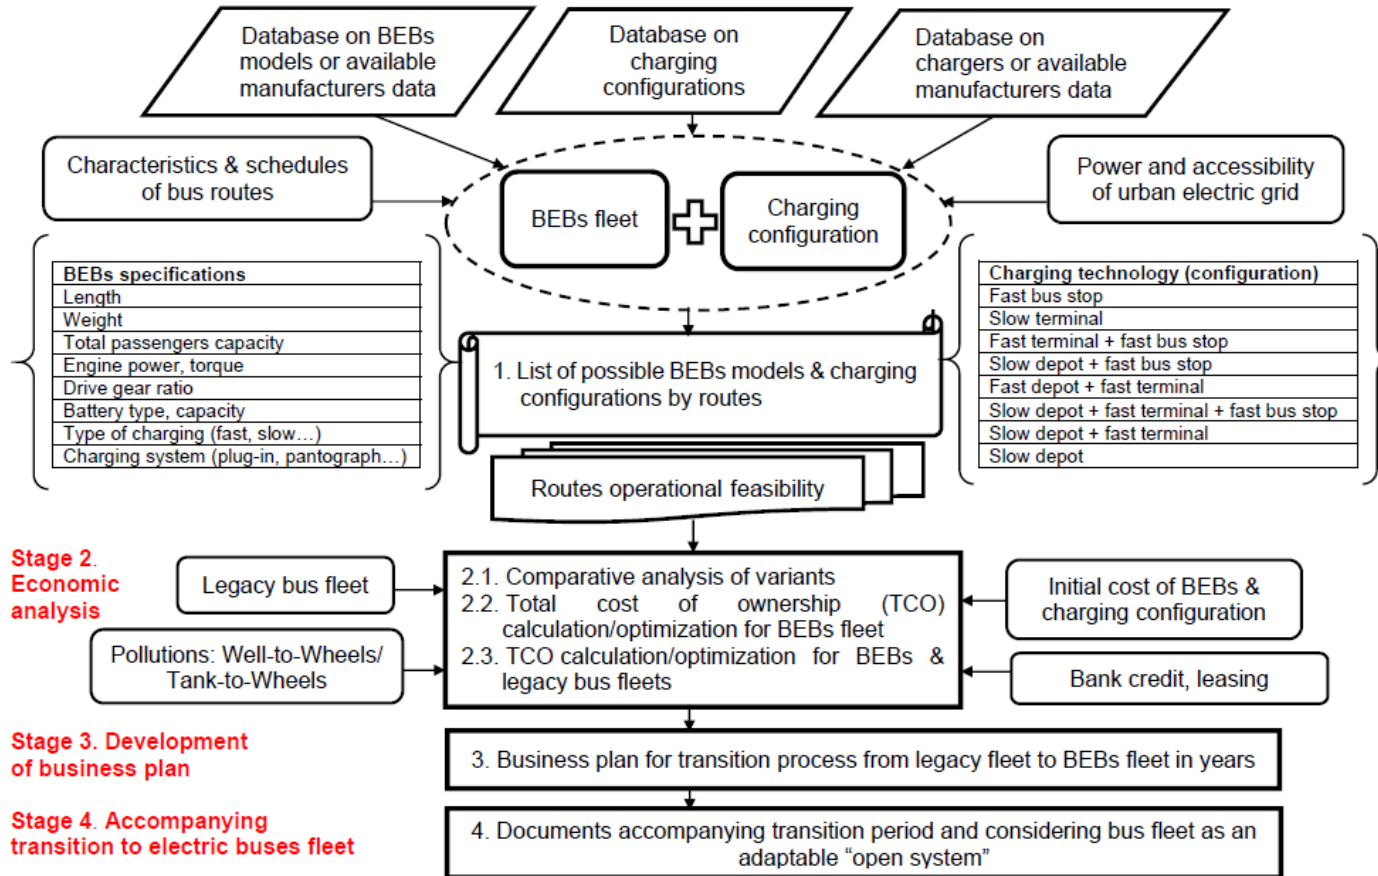 Database on BEBs
models or available
manufacturers data
Database on
charging
configurations
Database on
chargers or available
manufacturers data
Characteristics & schedules
of bus routes
BEBs fleet
Charging
configuration
Power and accessibility
of urban electric grid
BEBs specifications
Length
Weight
Total passengers capacity
Engine power, torque
Drive gear ratio
Battery type, capacity
Type of charging (fast, slow…)
Charging system (plug-in, pantograph…)
1. List of possible BEBs models & charging
configurations by routes
Charging technology (configuration)
Fast bus stop
Slow terminal
Fast terminal + fast bus stop
Slow depot + fast bus stop
Fast depot + fast terminal
Slow depot + fast terminal + fast bus stop
Slow depot + fast terminal
Slow depot
Routes operational feasibility
Stage 2.
Economic
analysis
Legacy bus fleet
Pollutions: Well-to-Wheels/
Tank-to-Wheels
2.1. Comparative analysis of variants
2.2. Total cost of ownership (TCO)
calculation/optimization for BEBs fleet
2.3. TCO calculation/optimization for BEBs &
legacy bus fleets
Initial cost of BEBs &
charging configuration
Bank credit, leasing
Stage 3. Development
of business plan
3. Business plan for transition process from legacy fleet to BEBs fleet in years
Stage 4. Accompanying
transition to electric buses fleet
4. Documents accompanying transition period and considering bus fleet as an
adaptable “open system”